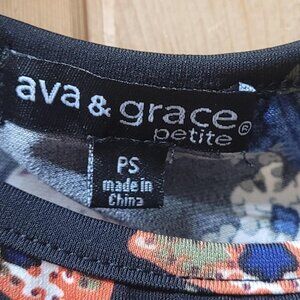 ava & grace®
petite
PS
made in
China